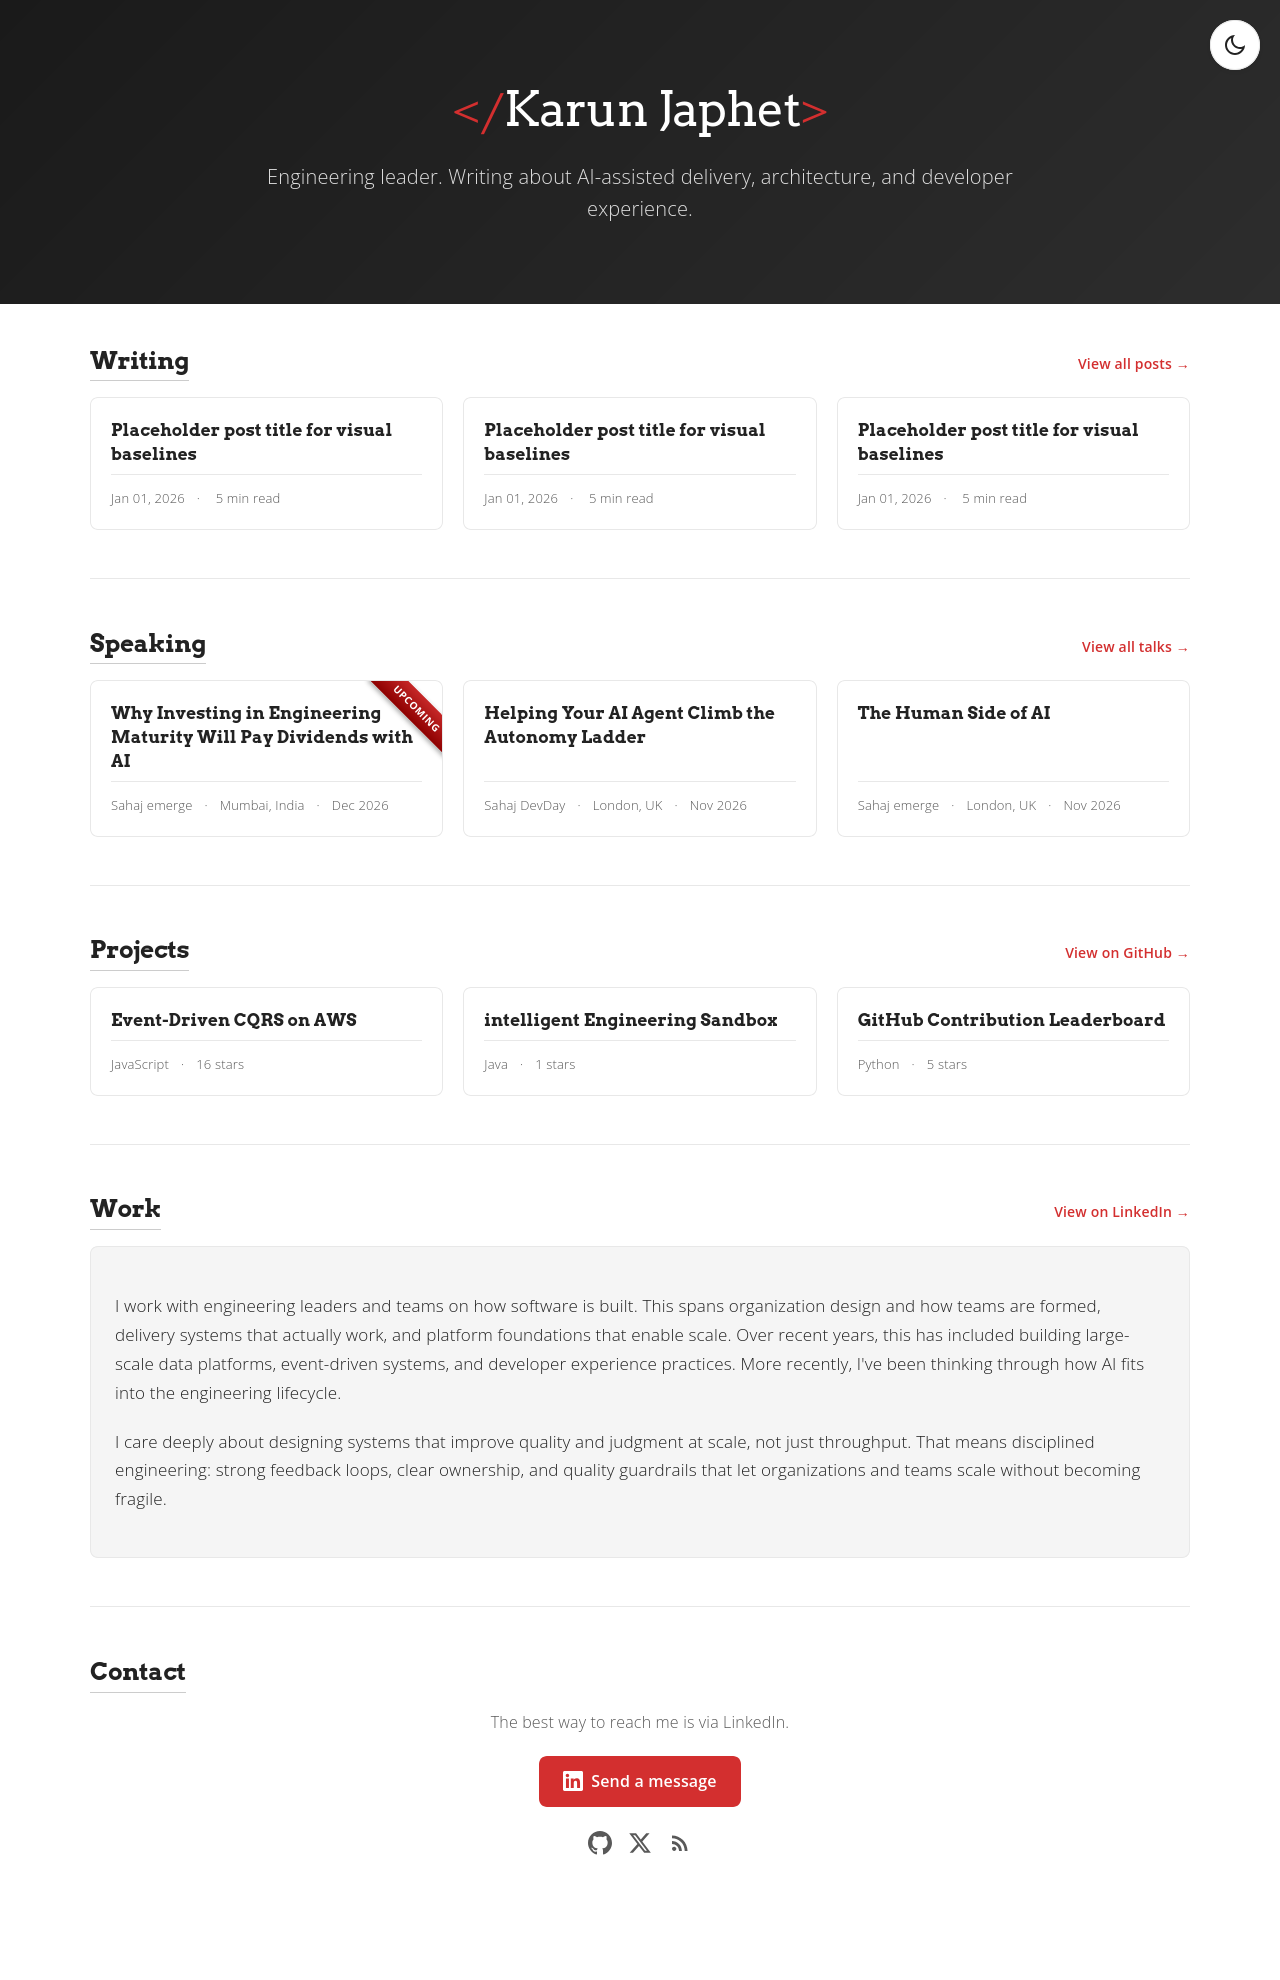 </Karun Japhet>
Engineering leader. Writing about AI-assisted delivery, architecture, and developer
experience.
Writing
View all posts →
Placeholder post title for visual
baselines
Jan 01, 2026 · 5 min read
Placeholder post title for visual
baselines
Jan 01, 2026 · 5 min read
Placeholder post title for visual
baselines
Jan 01, 2026 · 5 min read
Speaking
View all talks →
UPCOMING
Why Investing in Engineering
Maturity Will Pay Dividends with
AI
Sahaj emerge · Mumbai, India · Dec 2026
Helping Your AI Agent Climb the
Autonomy Ladder
Sahaj DevDay · London, UK · Nov 2026
The Human Side of AI
Sahaj emerge · London, UK · Nov 2026
Projects
View on GitHub →
Event-Driven CQRS on AWS
JavaScript · 16 stars
intelligent Engineering Sandbox
Java · 1 stars
GitHub Contribution Leaderboard
Python · 5 stars
Work
View on LinkedIn →
I work with engineering leaders and teams on how software is built. This spans organization design and how teams are formed,
delivery systems that actually work, and platform foundations that enable scale. Over recent years, this has included building large-
scale data platforms, event-driven systems, and developer experience practices. More recently, I've been thinking through how AI fits
into the engineering lifecycle.
I care deeply about designing systems that improve quality and judgment at scale, not just throughput. That means disciplined
engineering: strong feedback loops, clear ownership, and quality guardrails that let organizations and teams scale without becoming
fragile.
Contact
The best way to reach me is via LinkedIn.
Send a message